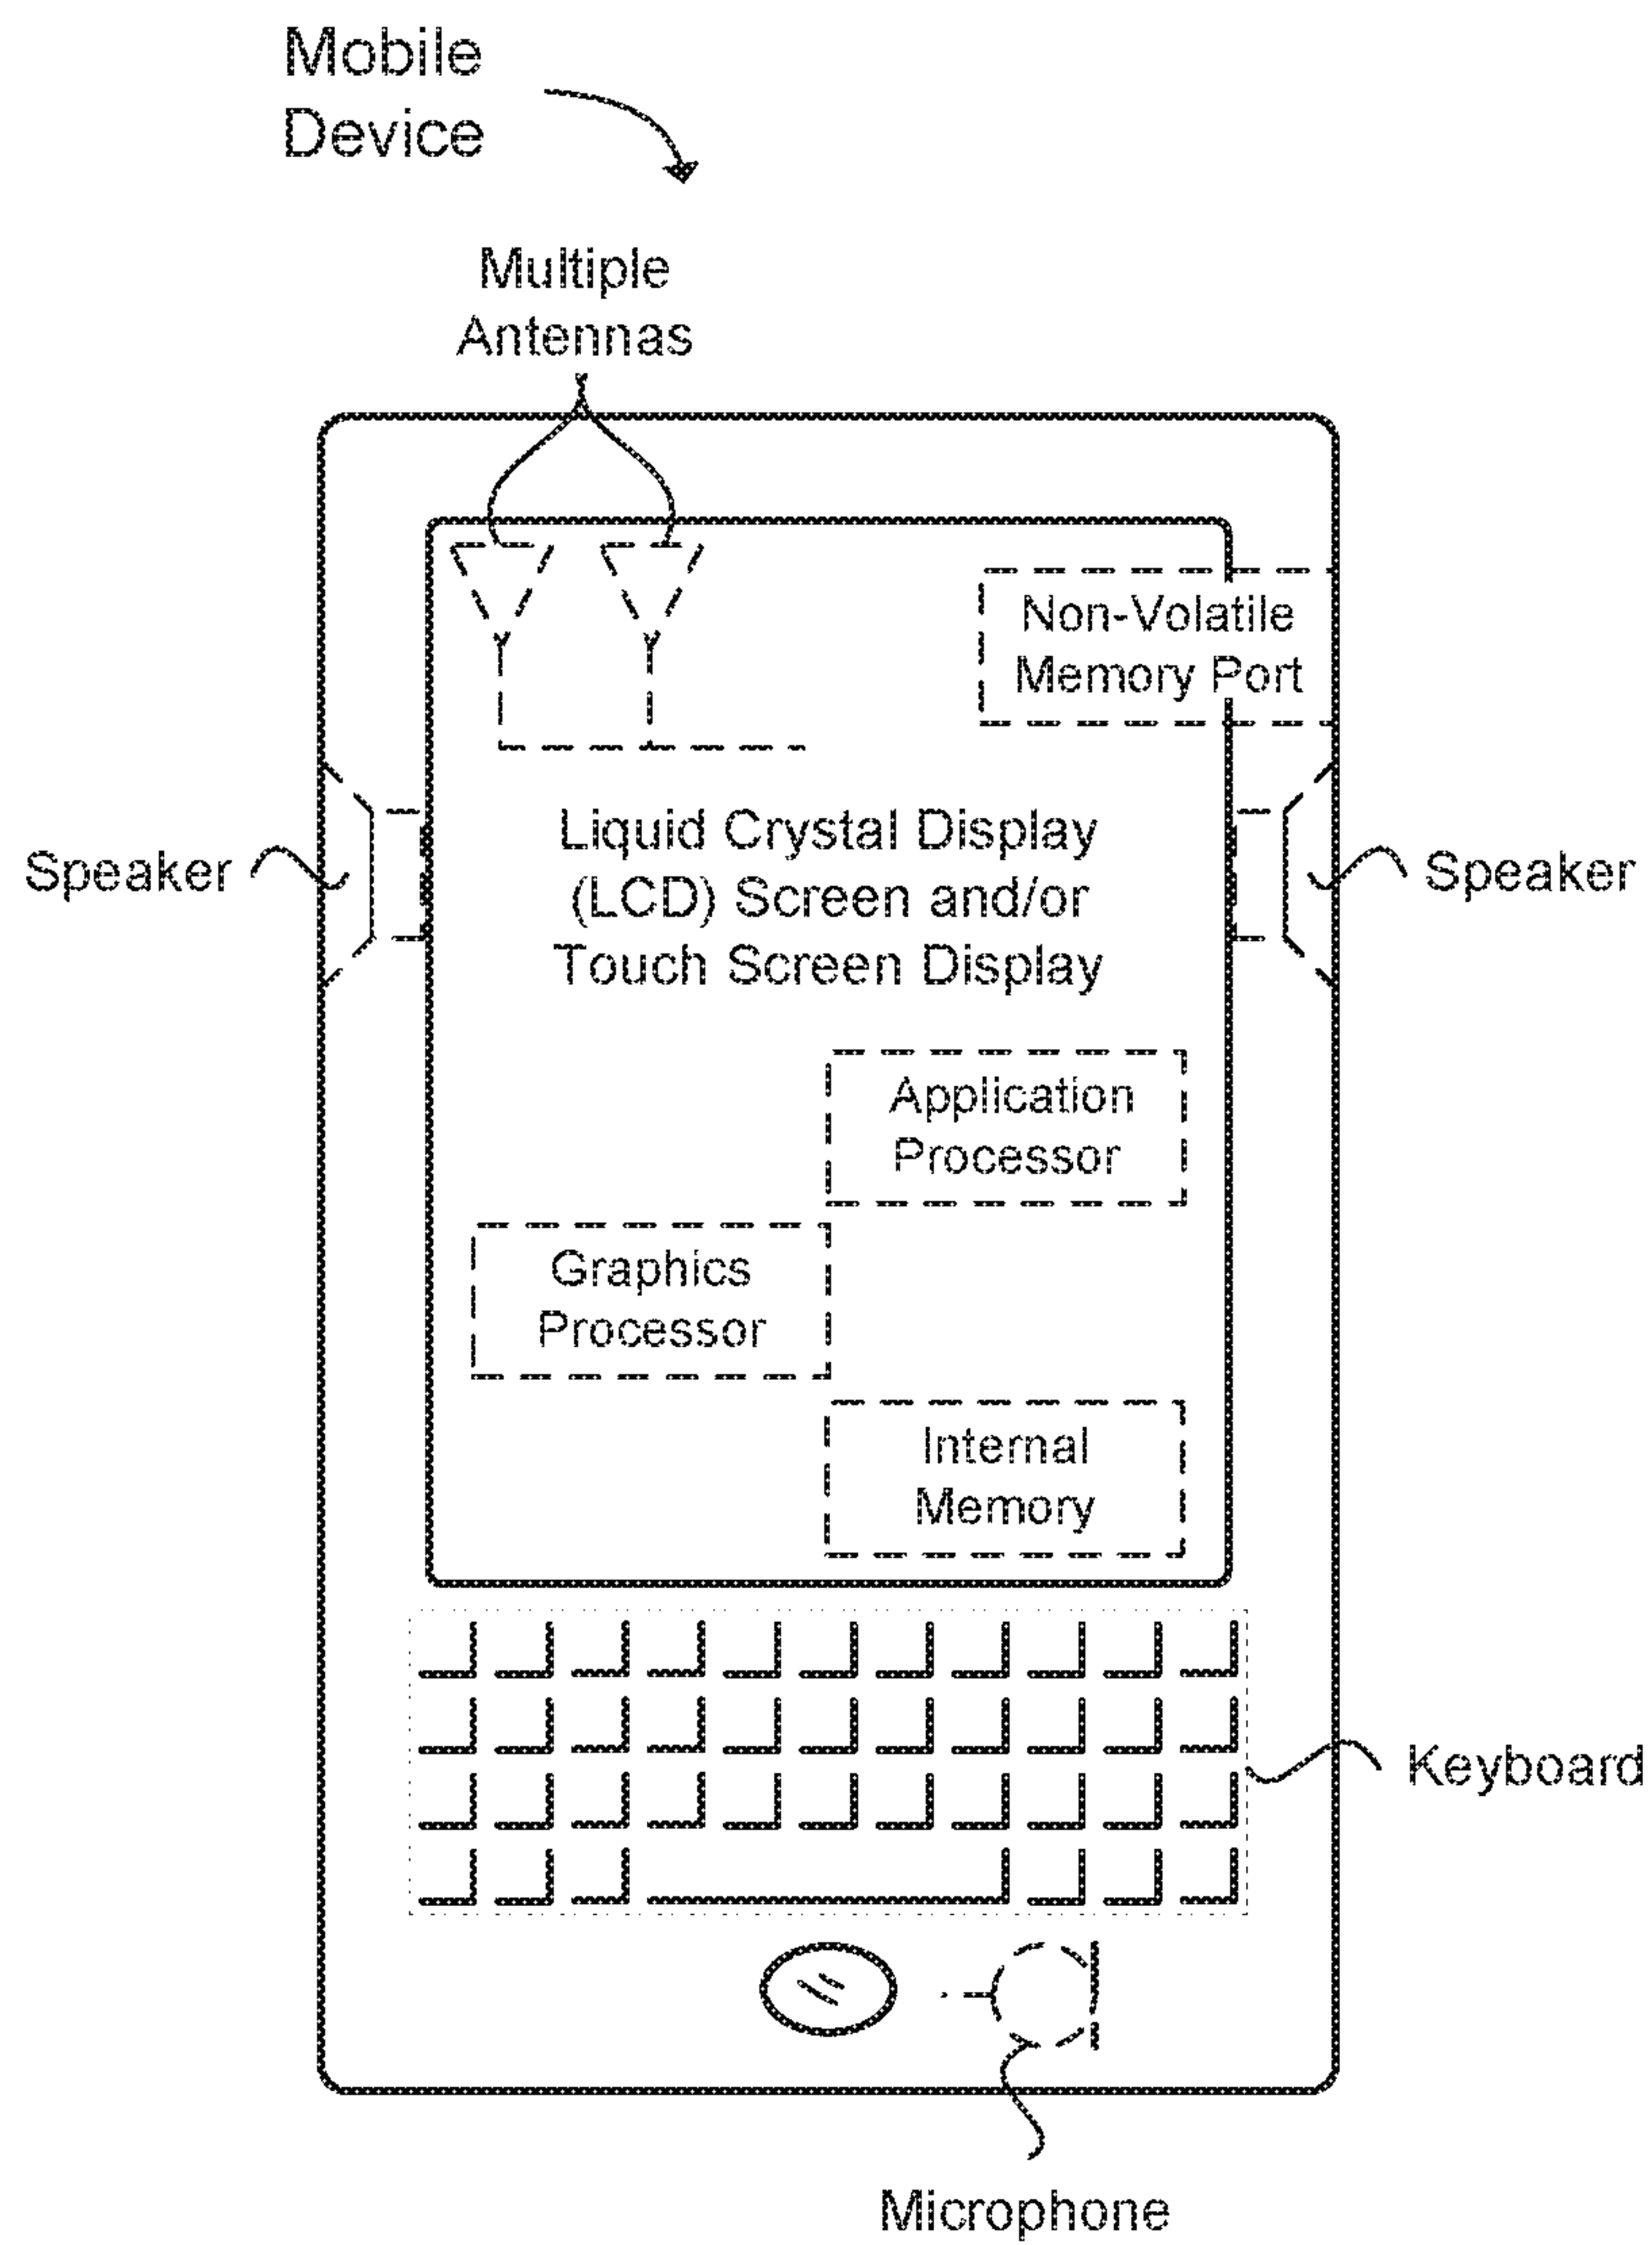 Mobile
Device
Multiple
Antennas
Non-Volatile
Memory Port
Liquid Crystal Display
(LCD) Screen and/or
Touch Screen Display
Speaker
Speaker
Application
Processor
Graphics
Processor
Internal
Memory
Keyboard
Microphone